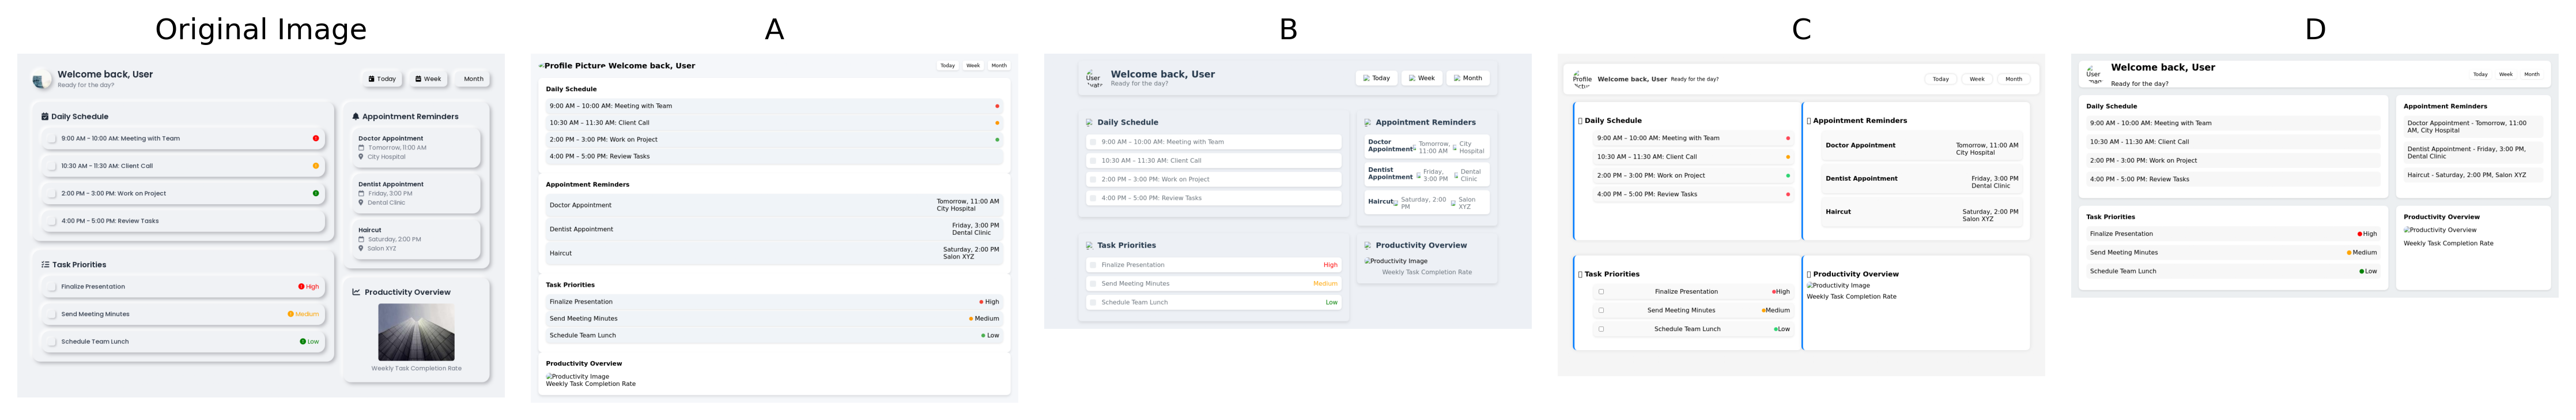 Original Image
Welcome back, User
Ready for the day?
Today
Week
Month
Daily Schedule
9:00 AM - 10:00 AM: Meeting with Team
10:30 AM - 11:30 AM: Client Call
2:00 PM - 3:00 PM: Work on Project
4:00 PM - 5:00 PM: Review Tasks
Appointment Reminders
Doctor Appointment
Tomorrow, 11:00 AM
City Hospital
Dentist Appointment
Friday, 3:00 PM
Dental Clinic
Haircut
Saturday, 2:00 PM
Salon XYZ
Task Priorities
Finalize Presentation
High
Send Meeting Minutes
Medium
Schedule Team Lunch
Low
Productivity Overview
Weekly Task Completion Rate
A
Profile Picture Welcome back, User
Today
Week
Month
Daily Schedule
9:00 AM – 10:00 AM: Meeting with Team
10:30 AM – 11:30 AM: Client Call
2:00 PM – 3:00 PM: Work on Project
4:00 PM – 5:00 PM: Review Tasks
Appointment Reminders
Doctor Appointment
Tomorrow, 11:00 AM
City Hospital
Dentist Appointment
Friday, 3:00 PM
Dental Clinic
Haircut
Saturday, 2:00 PM
Salon XYZ
Task Priorities
Finalize Presentation
High
Send Meeting Minutes
Medium
Schedule Team Lunch
Low
Productivity Overview
Productivity Image
Weekly Task Completion Rate
B
User
Welcome back, User
Ready for the day?
Today
Week
Month
Daily Schedule
9:00 AM – 10:00 AM: Meeting with Team
10:30 AM – 11:30 AM: Client Call
2:00 PM – 3:00 PM: Work on Project
4:00 PM – 5:00 PM: Review Tasks
Appointment Reminders
Doctor
Appointment
Tomorrow,
11:00 AM
City
Hospital
Dentist
Appointment
Friday,
3:00 PM
Dental
Clinic
Haircut
Saturday, 2:00
PM
Salon
XYZ
Task Priorities
Finalize Presentation
High
Send Meeting Minutes
Medium
Schedule Team Lunch
Low
Productivity Overview
Productivity Image
Weekly Task Completion Rate
C
Profile
Welcome back, User
Ready for the day?
Today
Week
Month
Daily Schedule
9:00 AM – 10:00 AM: Meeting with Team
10:30 AM – 11:30 AM: Client Call
2:00 PM – 3:00 PM: Work on Project
4:00 PM – 5:00 PM: Review Tasks
Appointment Reminders
Doctor Appointment
Tomorrow, 11:00 AM
City Hospital
Dentist Appointment
Friday, 3:00 PM
Dental Clinic
Haircut
Saturday, 2:00 PM
Salon XYZ
Task Priorities
Finalize Presentation
High
Send Meeting Minutes
Medium
Schedule Team Lunch
Low
Productivity Overview
Productivity Overview
Weekly Task Completion Rate
D
User
Welcome back, User
Ready for the day?
Today
Week
Month
Daily Schedule
9:00 AM - 10:00 AM: Meeting with Team
10:30 AM - 11:30 AM: Client Call
2:00 PM - 3:00 PM: Work on Project
4:00 PM - 5:00 PM: Review Tasks
Appointment Reminders
Doctor Appointment - Tomorrow, 11:00
AM, City Hospital
Dentist Appointment - Friday, 3:00 PM,
Dental Clinic
Haircut - Saturday, 2:00 PM, Salon XYZ
Task Priorities
Finalize Presentation
High
Send Meeting Minutes
Medium
Schedule Team Lunch
Low
Productivity Overview
Productivity Overview
Weekly Task Completion Rate